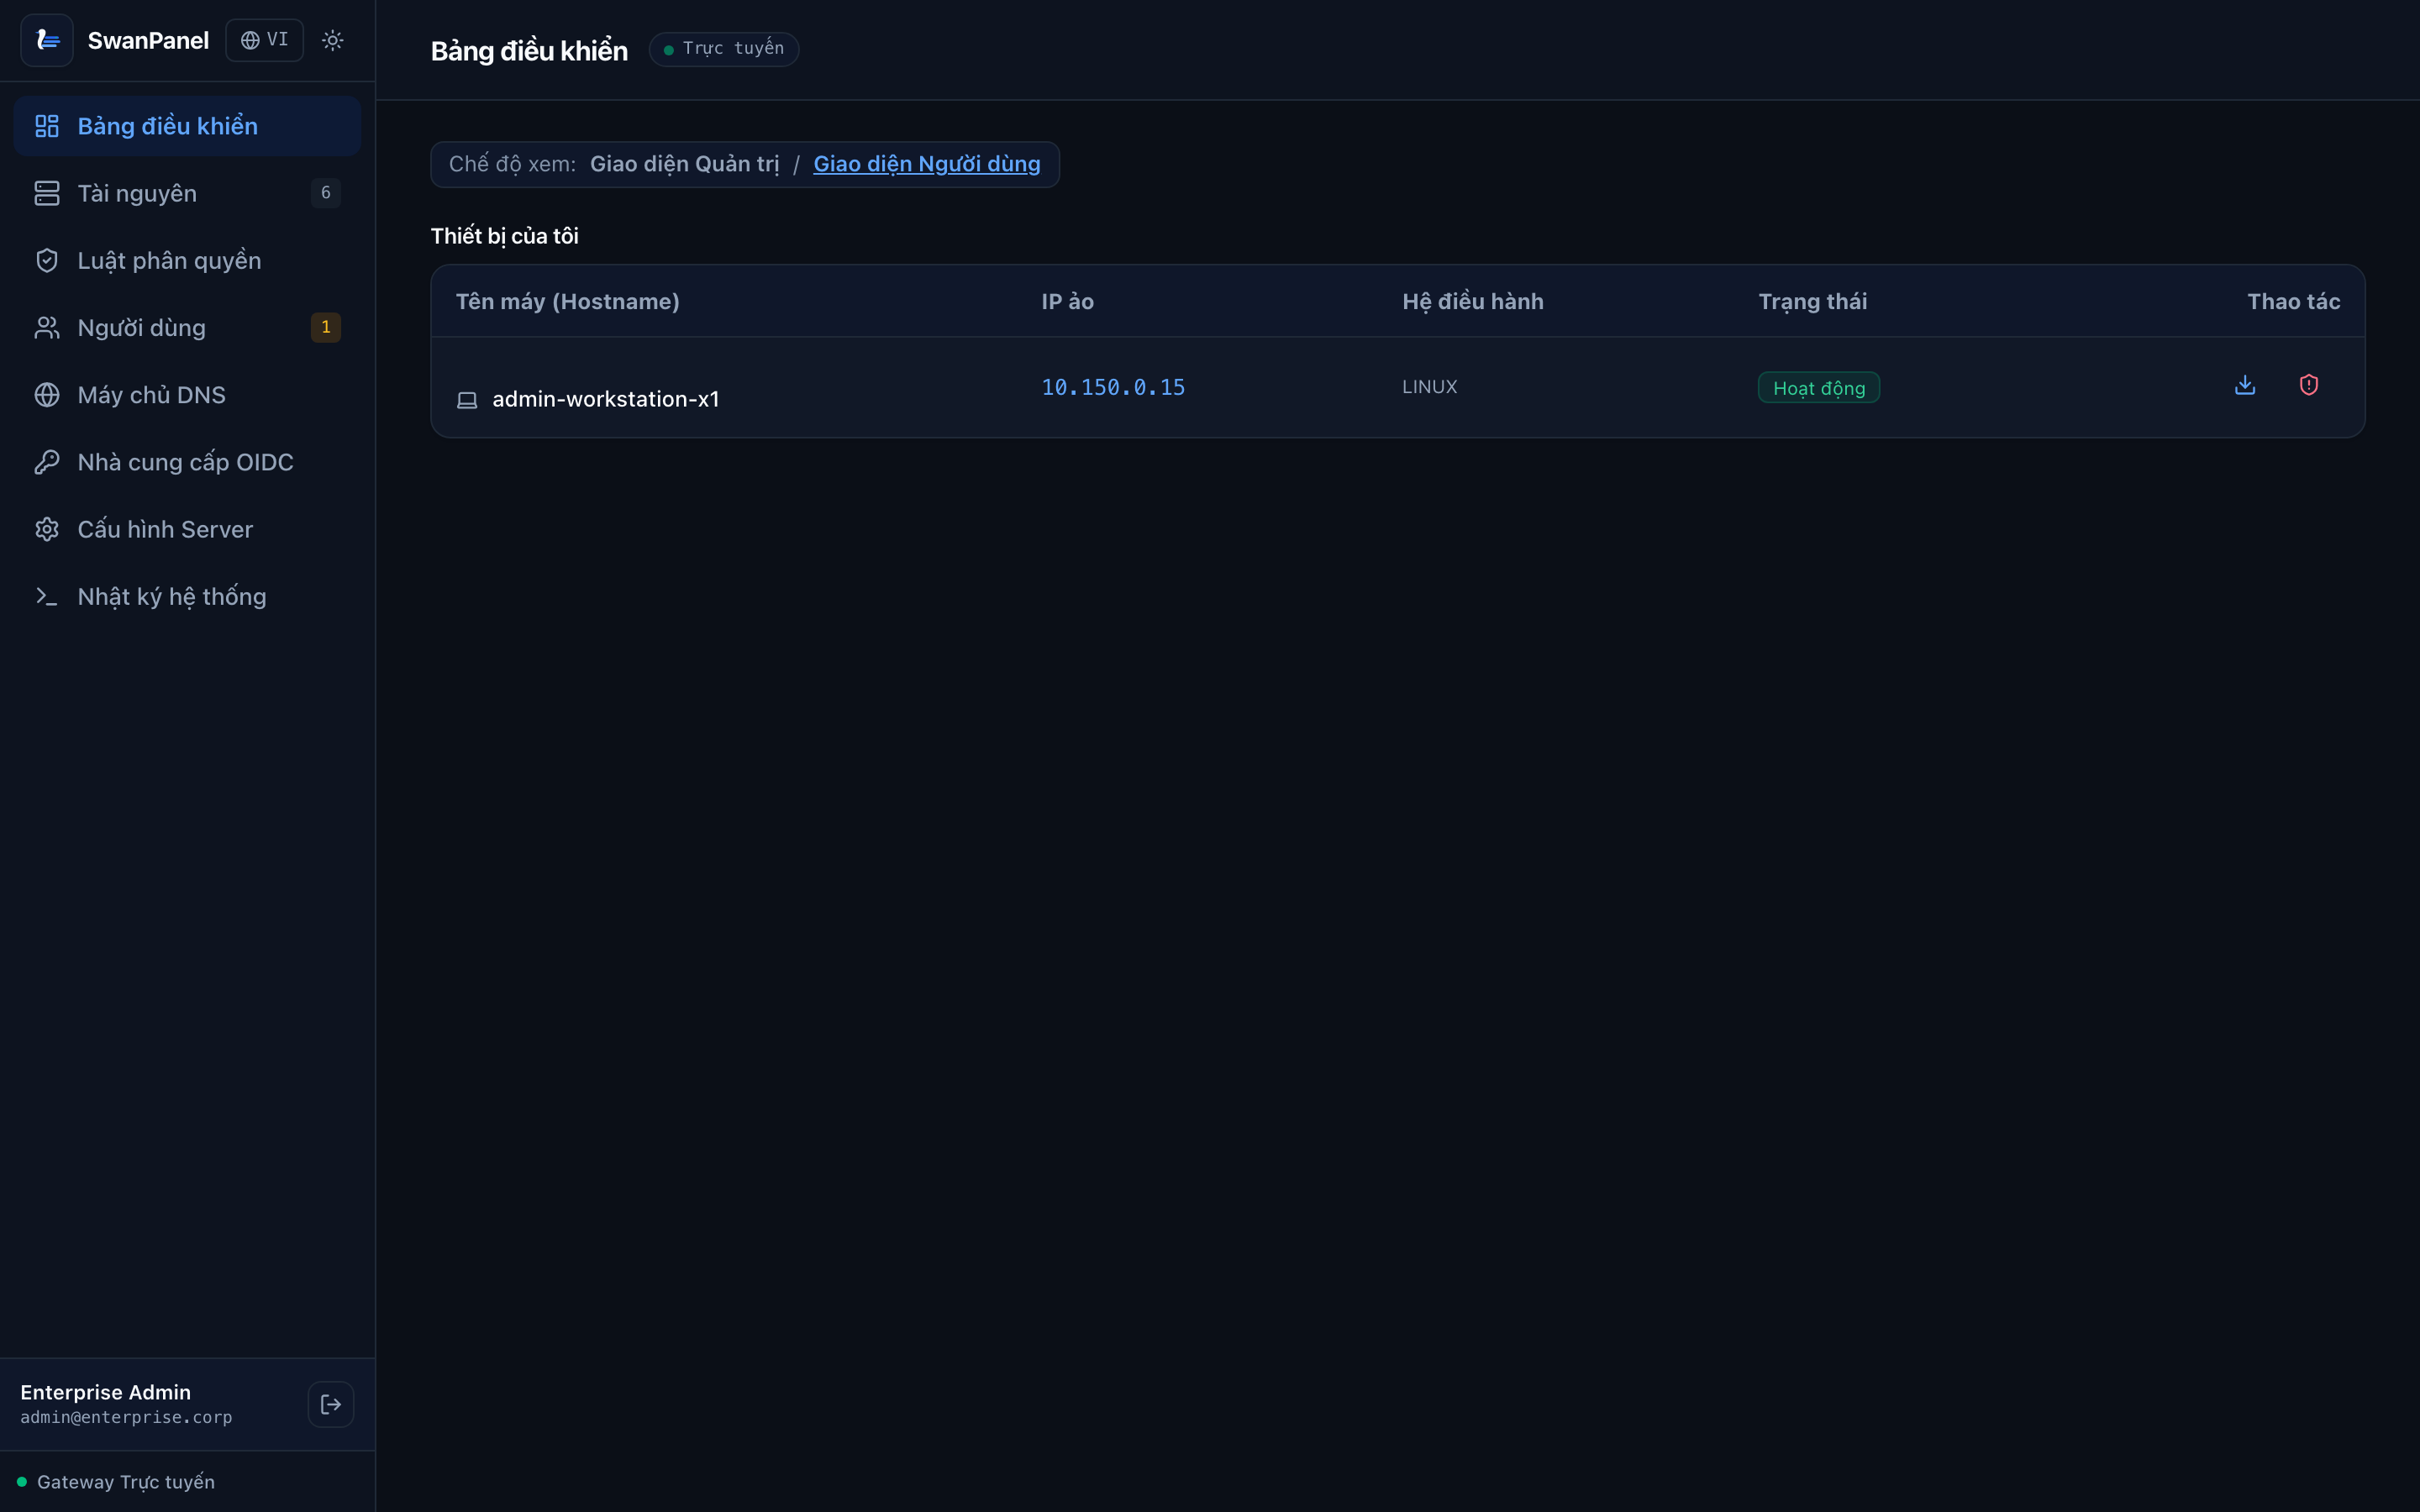 SwanPanel
VI
Bảng điều khiển
Tài nguyên 6
Luật phân quyền
Người dùng 1
Máy chủ DNS
Nhà cung cấp OIDC
Cấu hình Server
Nhật ký hệ thống
Enterprise Admin
admin@enterprise.corp
Gateway Trực tuyến
Bảng điều khiển Trực tuyến
Chế độ xem: Giao diện Quản trị / Giao diện Người dùng
Thiết bị của tôi
Tên máy (Hostname) IP ảo Hệ điều hành Trạng thái Thao tác
admin-workstation-x1 10.150.0.15 LINUX Hoạt động